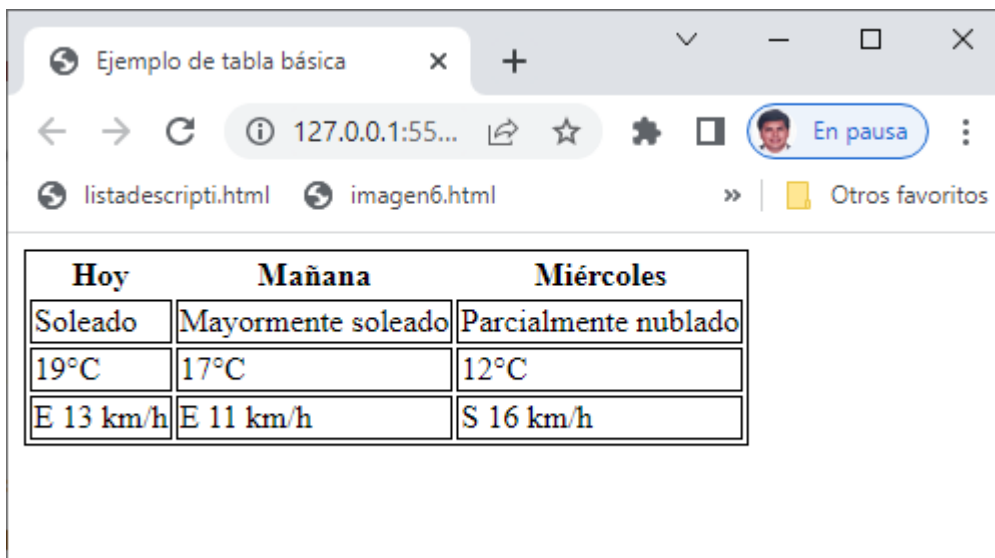 Ejemplo de tabla básica
127.0.0.1:55... En pausa
listadescripti.html imagen6.html » Otros favoritos
Hoy Mañana Miércoles
Soleado Mayormente soleado Parcialmente nublado
19°C 17°C 12°C
E 13 km/h E 11 km/h S 16 km/h